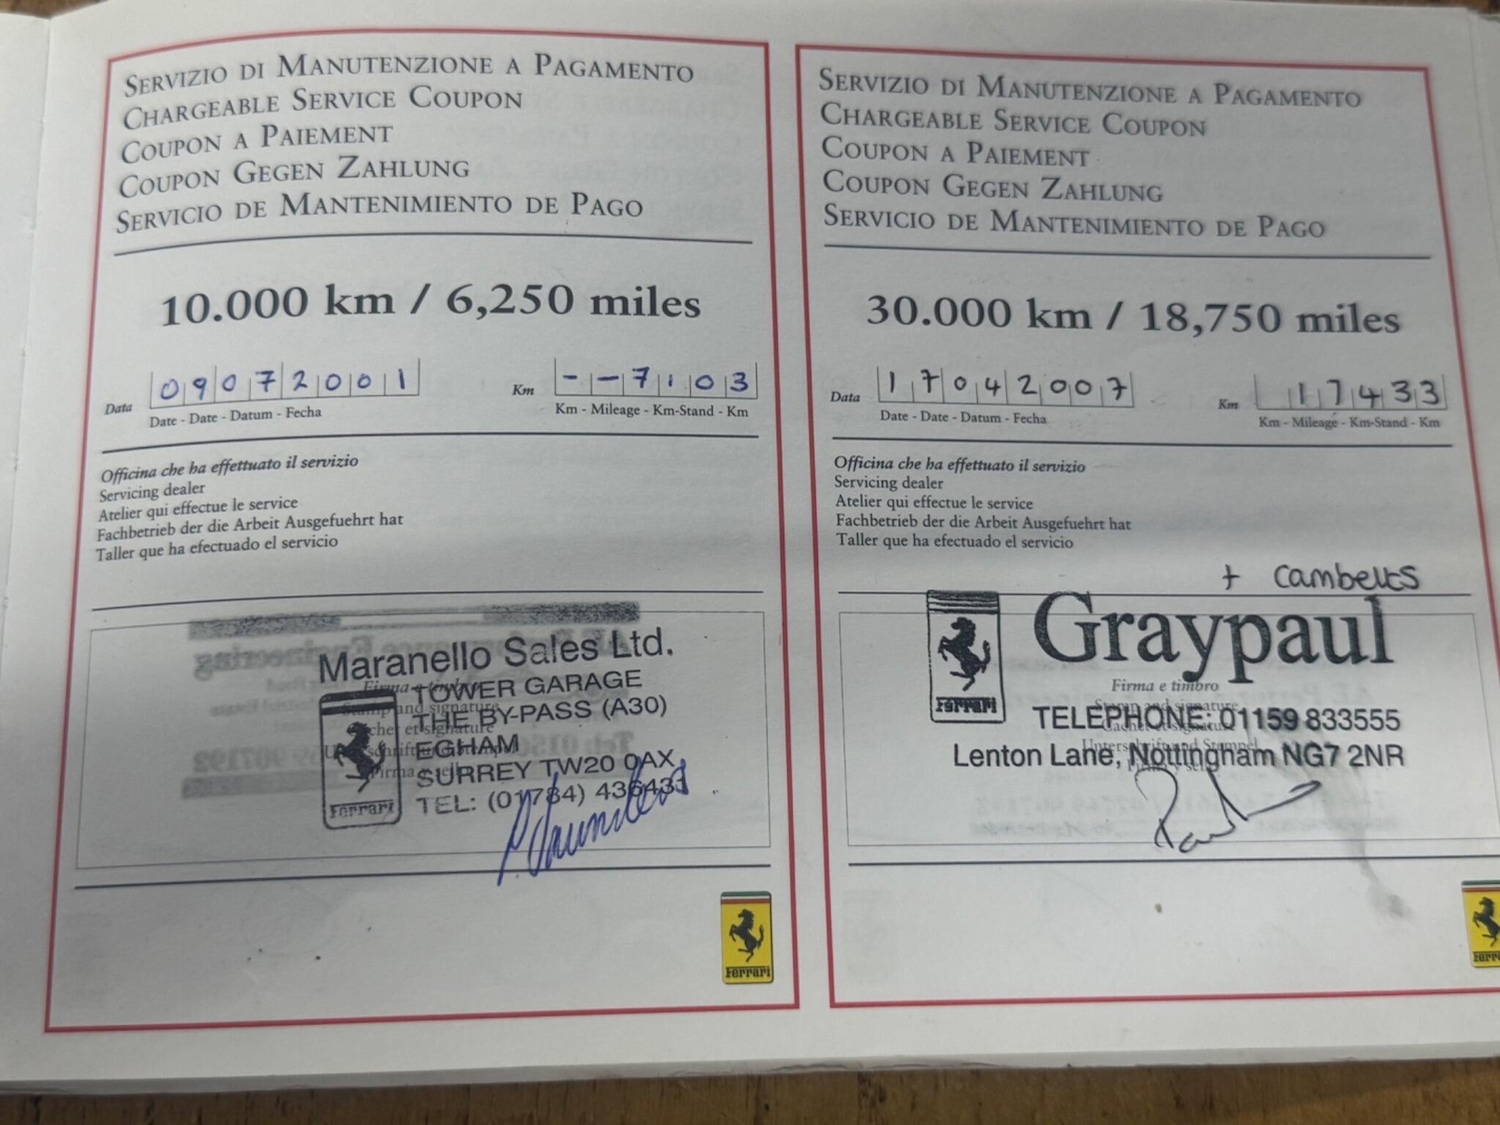 SERVIZIO DI MANUTENZIONE A PAGAMENTO
CHARGEABLE SERVICE COUPON
COUPON A PAIEMENT
COUPON GEGEN ZAHLUNG
SERVICIO DE MANTENIMIENTO DE PAGO
10.000 km / 6,250 miles
Data 09072001 Km --7103
Date - Date - Datum - Fecha Km - Mileage - Km-Stand - Km
Officina che ha effettuato il servizio
Servicing dealer
Atelier qui effectue le service
Fachbetrieb der die Arbeit Ausgefuehrt hat
Taller que ha efectuado el servicio
Maranello Sales Ltd.
TOWER GARAGE
THE BY-PASS (A30)
EGHAM
SURREY TW20 0AX
TEL: (01784) 436431
Ferrari
Ferrari
SERVIZIO DI MANUTENZIONE A PAGAMENTO
CHARGEABLE SERVICE COUPON
COUPON A PAIEMENT
COUPON GEGEN ZAHLUNG
SERVICIO DE MANTENIMIENTO DE PAGO
30.000 km / 18,750 miles
Data 17042007 Km 17433
Date - Date - Datum - Fecha Km - Mileage - Km-Stand - Km
Officina che ha effettuato il servizio
Servicing dealer
Atelier qui effectue le service
Fachbetrieb der die Arbeit Ausgefuehrt hat
Taller que ha efectuado el servicio
+ cambelts
Graypaul
Ferrari
Firma e timbro
TELEPHONE: 01159 833555
Lenton Lane, Nottingham NG7 2NR